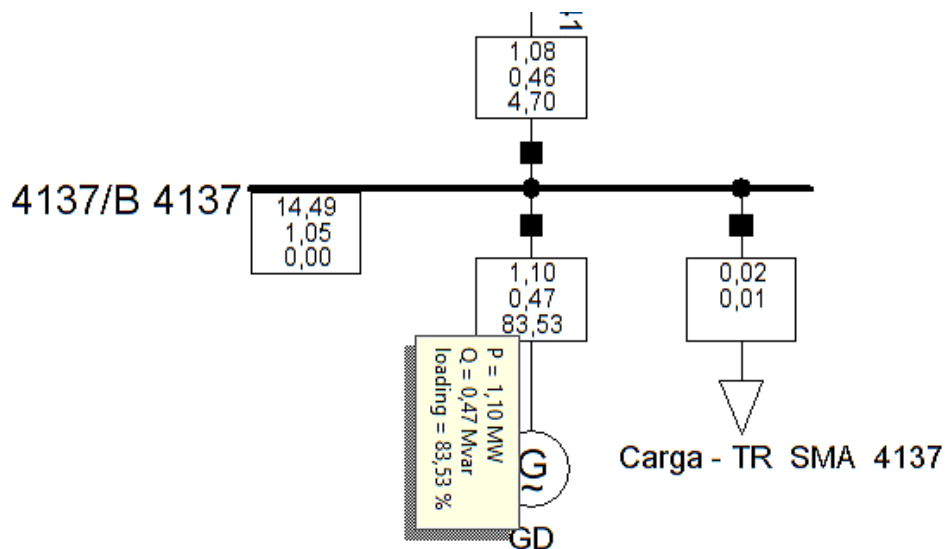 1,08
0,46
4,70
4137/B 4137
14,49
1,05
0,00
1,10
0,47
83,53
0,02
0,01
P = 1,10 MW
Q = 0,47 Mvar
loading = 83,53 %
G
~
GD
Carga - TR SMA 4137